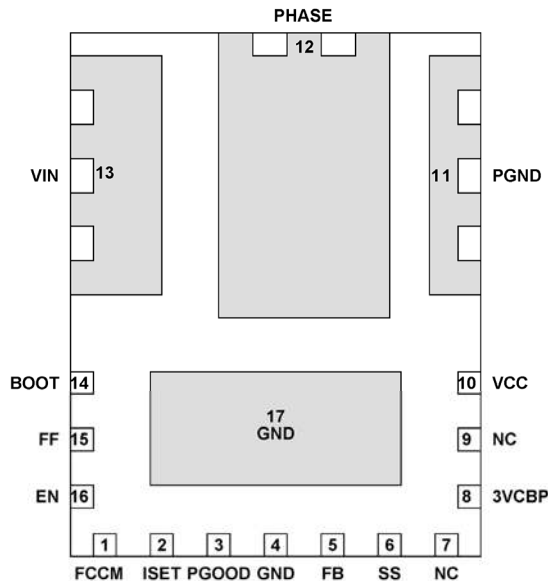 PHASE
12
VIN
13
11
PGND
BOOT
14
10
VCC
17
GND
FF
15
9
NC
EN
16
8
3VCBP
1
2
3
4
5
6
7
FCCM ISET PGOOD GND FB SS NC